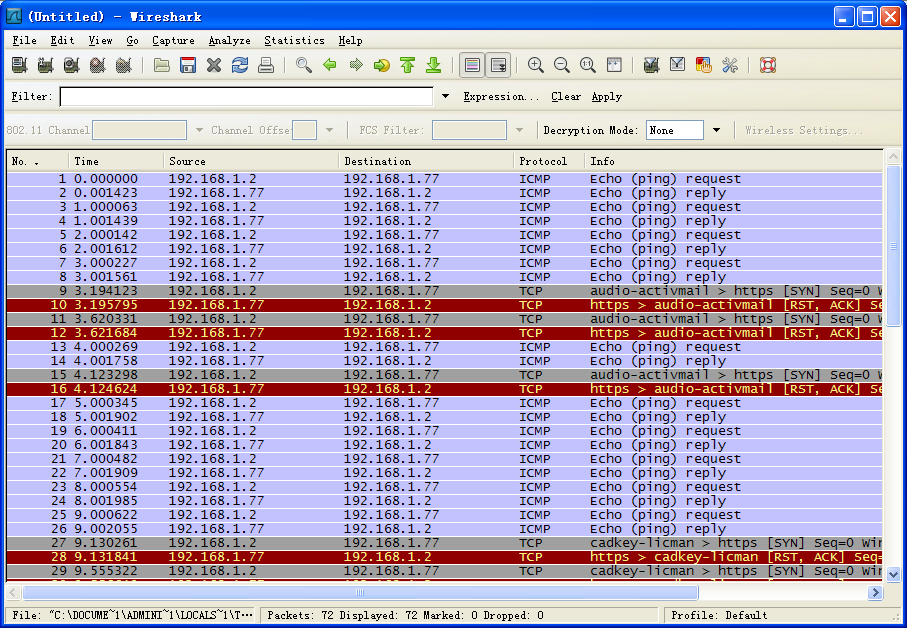 (Untitled) - Wireshark
File Edit View Go Capture Analyze Statistics Help
Filter: Expression... Clear Apply
802.11 Channel Channel Offse FCS Filter: Decryption Mode: None Wireless Settings...
No. . Time Source Destination Protocol Info
1 0.000000 192.168.1.2 192.168.1.77 ICMP Echo (ping) request
2 0.001423 192.168.1.77 192.168.1.2 ICMP Echo (ping) reply
3 1.000063 192.168.1.2 192.168.1.77 ICMP Echo (ping) request
4 1.001439 192.168.1.77 192.168.1.2 ICMP Echo (ping) reply
5 2.000142 192.168.1.2 192.168.1.77 ICMP Echo (ping) request
6 2.001612 192.168.1.77 192.168.1.2 ICMP Echo (ping) reply
7 3.000227 192.168.1.2 192.168.1.77 ICMP Echo (ping) request
8 3.001561 192.168.1.77 192.168.1.2 ICMP Echo (ping) reply
9 3.194123 192.168.1.2 192.168.1.77 TCP audio-activmail > https [SYN] Seq=0 W
10 3.195795 192.168.1.77 192.168.1.2 TCP https > audio-activmail [RST, ACK] Se
11 3.620331 192.168.1.2 192.168.1.77 TCP audio-activmail > https [SYN] Seq=0 W
12 3.621684 192.168.1.77 192.168.1.2 TCP https > audio-activmail [RST, ACK] Se
13 4.000269 192.168.1.2 192.168.1.77 ICMP Echo (ping) request
14 4.001758 192.168.1.77 192.168.1.2 ICMP Echo (ping) reply
15 4.123298 192.168.1.2 192.168.1.77 TCP audio-activmail > https [SYN] Seq=0 W
16 4.124624 192.168.1.77 192.168.1.2 TCP https > audio-activmail [RST, ACK] Se
17 5.000345 192.168.1.2 192.168.1.77 ICMP Echo (ping) request
18 5.001902 192.168.1.77 192.168.1.2 ICMP Echo (ping) reply
19 6.000411 192.168.1.2 192.168.1.77 ICMP Echo (ping) request
20 6.001843 192.168.1.77 192.168.1.2 ICMP Echo (ping) reply
21 7.000482 192.168.1.2 192.168.1.77 ICMP Echo (ping) request
22 7.001909 192.168.1.77 192.168.1.2 ICMP Echo (ping) reply
23 8.000554 192.168.1.2 192.168.1.77 ICMP Echo (ping) request
24 8.001985 192.168.1.77 192.168.1.2 ICMP Echo (ping) reply
25 9.000622 192.168.1.2 192.168.1.77 ICMP Echo (ping) request
26 9.002055 192.168.1.77 192.168.1.2 ICMP Echo (ping) reply
27 9.130261 192.168.1.2 192.168.1.77 TCP cadkey-licman > https [SYN] Seq=0 Win
28 9.131841 192.168.1.77 192.168.1.2 TCP https > cadkey-licman [RST, ACK] Seq=
29 9.555322 192.168.1.2 192.168.1.77 TCP cadkey-licman > https [SYN] Seq=0 Win
File: "C:\DOCUME~1\ADMINI~1\LOCALS~1\T... Packets: 72 Displayed: 72 Marked: 0 Dropped: 0 Profile: Default